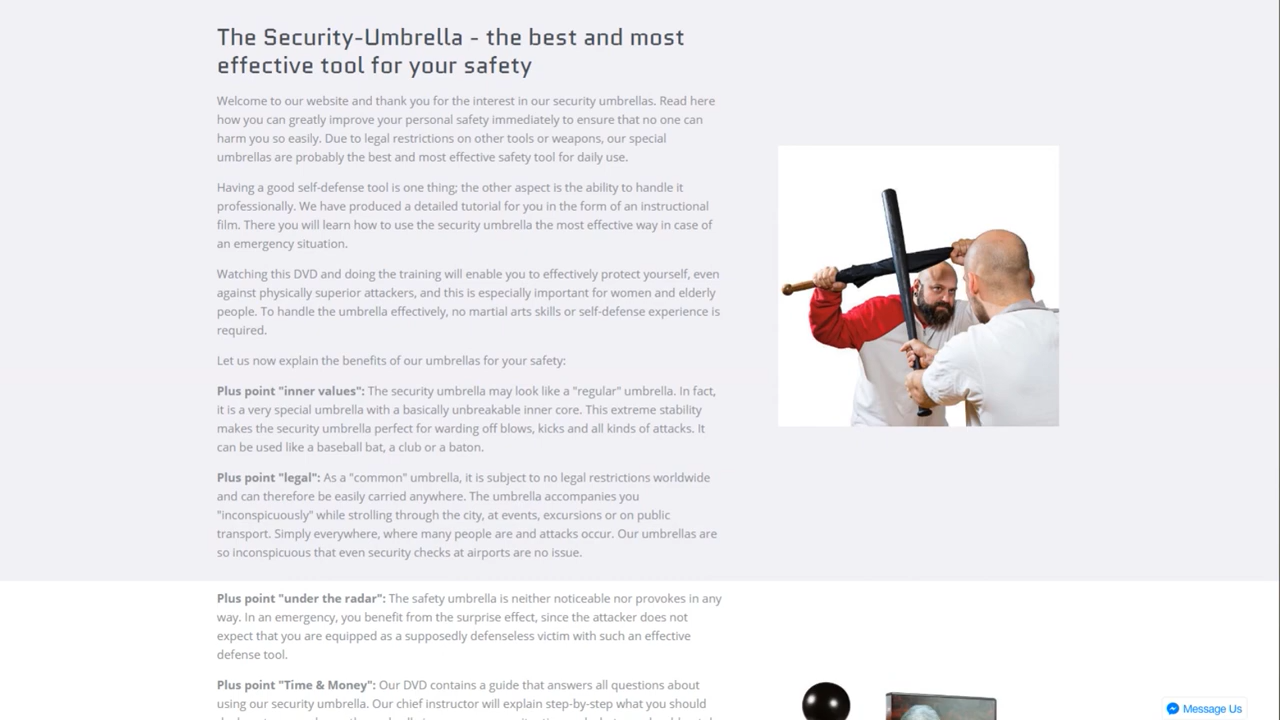 The Security-Umbrella - the best and most
effective tool for your safety
Welcome to our website and thank you for the interest in our security umbrellas. Read here
how you can greatly improve your personal safety immediately to ensure that no one can
harm you so easily. Due to legal restrictions on other tools or weapons, our special
umbrellas are probably the best and most effective safety tool for daily use.
Having a good self-defense tool is one thing; the other aspect is the ability to handle it
professionally. We have produced a detailed tutorial for you in the form of an instructional
film. There you will learn how to use the security umbrella the most effective way in case of
an emergency situation.
Watching this DVD and doing the training will enable you to effectively protect yourself, even
against physically superior attackers, and this is especially important for women and elderly
people. To handle the umbrella effectively, no martial arts skills or self-defense experience is
required.
Let us now explain the benefits of our umbrellas for your safety:
Plus point "inner values": The security umbrella may look like a "regular" umbrella. In fact,
it is a very special umbrella with a basically unbreakable inner core. This extreme stability
makes the security umbrella perfect for warding off blows, kicks and all kinds of attacks. It
can be used like a baseball bat, a club or a baton.
Plus point "legal": As a "common" umbrella, it is subject to no legal restrictions worldwide
and can therefore be easily carried anywhere. The umbrella accompanies you
"inconspicuously" while strolling through the city, at events, excursions or on public
transport. Simply everywhere, where many people are and attacks occur. Our umbrellas are
so inconspicuous that even security checks at airports are no issue.
Plus point "under the radar": The safety umbrella is neither noticeable nor provokes in any
way. In an emergency, you benefit from the surprise effect, since the attacker does not
expect that you are equipped as a supposedly defenseless victim with such an effective
defense tool.
Plus point "Time & Money": Our DVD contains a guide that answers all questions about
using our security umbrella. Our chief instructor will explain step-by-step what you should
Message Us